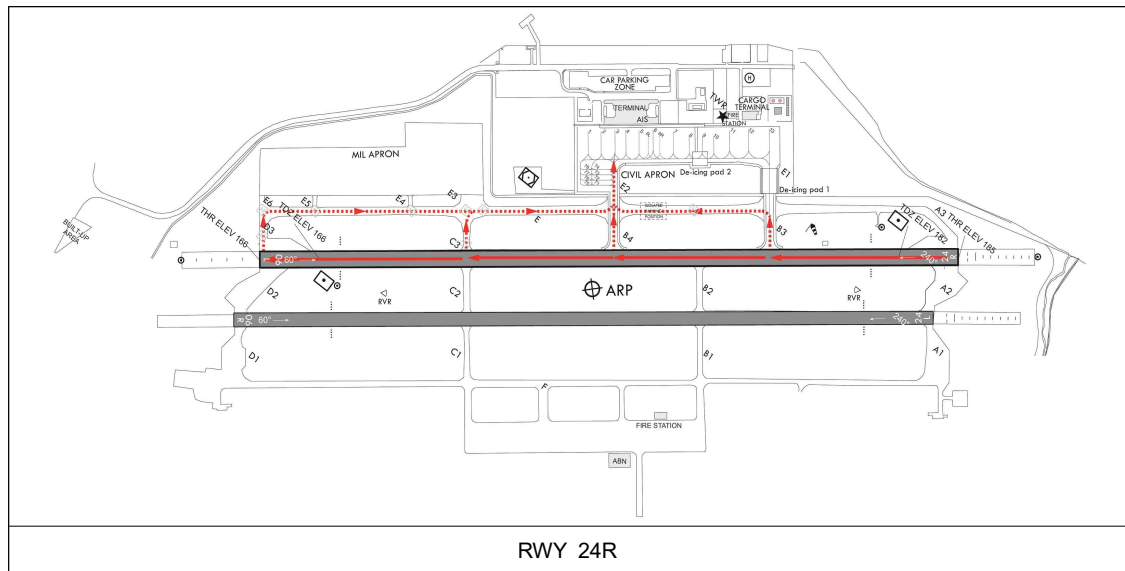 CAR PARKING
ZONE
H
TWR
TERMINAL
AIS
CARGO
TERMINAL
FIRE
STATION
MIL APRON
CIVIL APRON
De-icing pad 2
E1
De-icing pad 1
E2
E6
E5
E4
E3
D3
E
BUILT-UP
AREA
THR ELEV 166
TDZ ELEV 166
C3
B4
B3
TDZ ELEV 182
A3
THR ELEV 185
09
L
60°
240°
24
R
D2
RVR
C2
ARP
B2
RVR
A2
09
R
60°
240°
24
L
D1
C1
B1
A1
F
FIRE STATION
ABN
RWY 24R